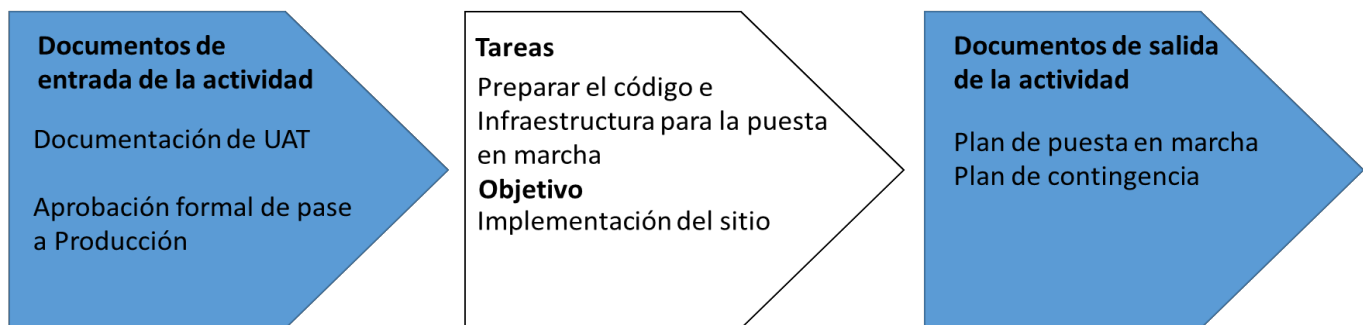 Documentos de
entrada de la actividad
Documentación de UAT
Aprobación formal de pase
a Producción
Tareas
Preparar el código e
Infraestructura para la puesta
en marcha
Objetivo
Implementación del sitio
Documentos de salida
de la actividad
Plan de puesta en marcha
Plan de contingencia